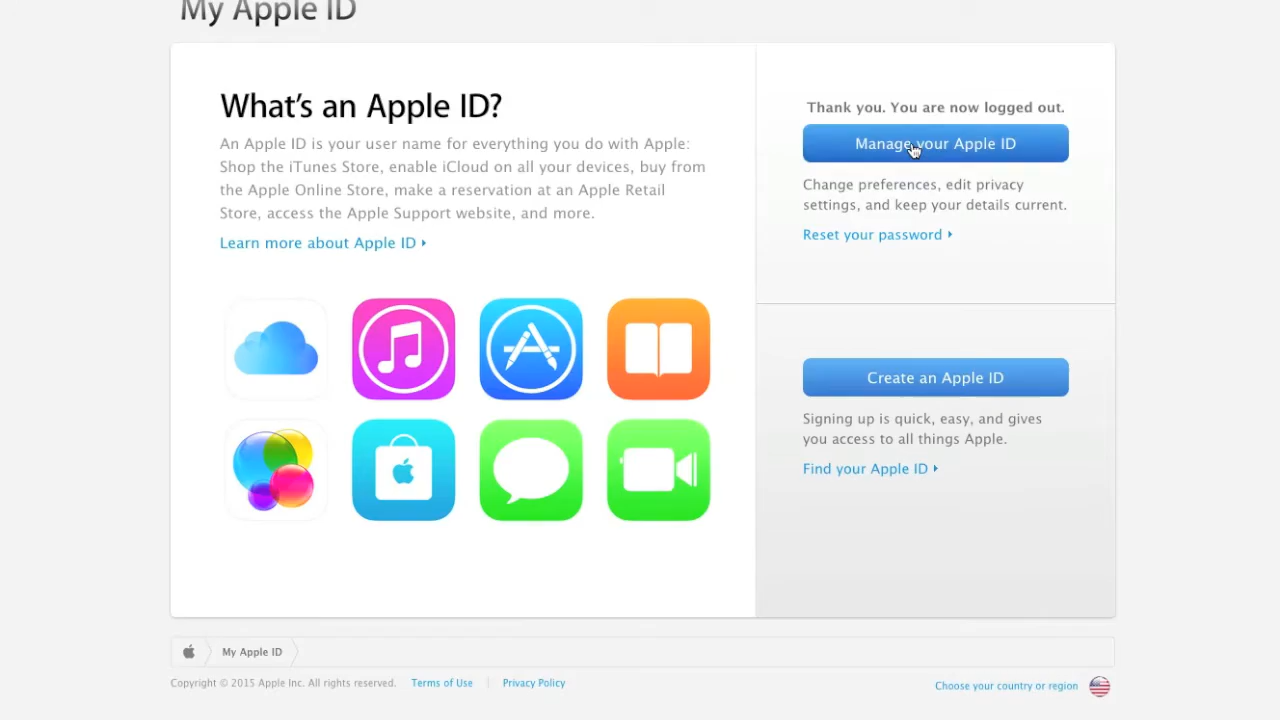 My Apple ID
What's an Apple ID?
An Apple ID is your user name for everything you do with Apple:
Shop the iTunes Store, enable iCloud on all your devices, buy from
the Apple Online Store, make a reservation at an Apple Retail
Store, access the Apple Support website, and more.
Learn more about Apple ID
Thank you. You are now logged out.
Manage your Apple ID
Change preferences, edit privacy
settings, and keep your details current.
Reset your password
Create an Apple ID
Signing up is quick, easy, and gives
you access to all things Apple.
Find your Apple ID
My Apple ID
Copyright © 2015 Apple Inc. All rights reserved. Terms of Use | Privacy Policy
Choose your country or region